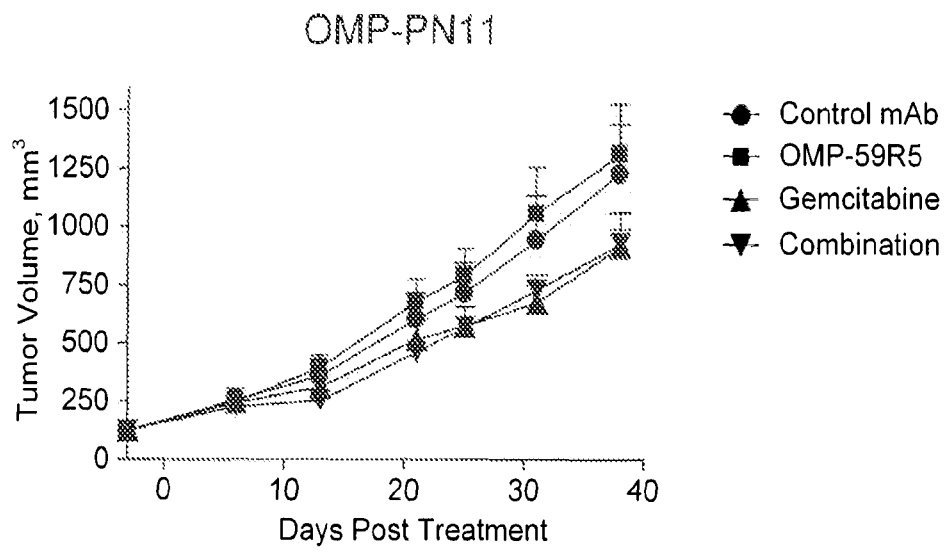 OMP-PN11
Tumor Volume, mm³
1500
1250
1000
750
500
250
0
0 10 20 30 40
Days Post Treatment
Control mAb
OMP-59R5
Gemcitabine
Combination